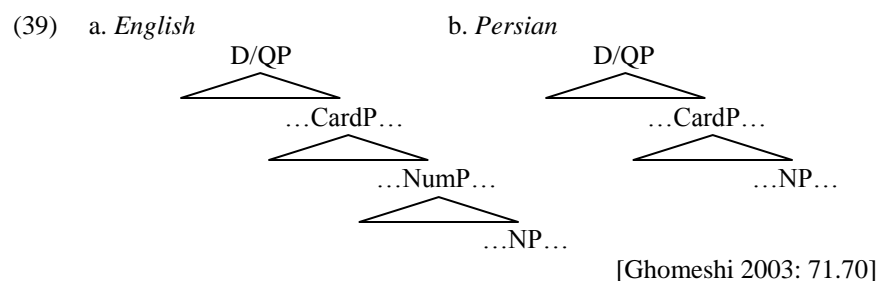 (39) a. English b. Persian
D/QP D/QP
…CardP… …CardP…
…NumP… …NP…
…NP…
[Ghomeshi 2003: 71.70]